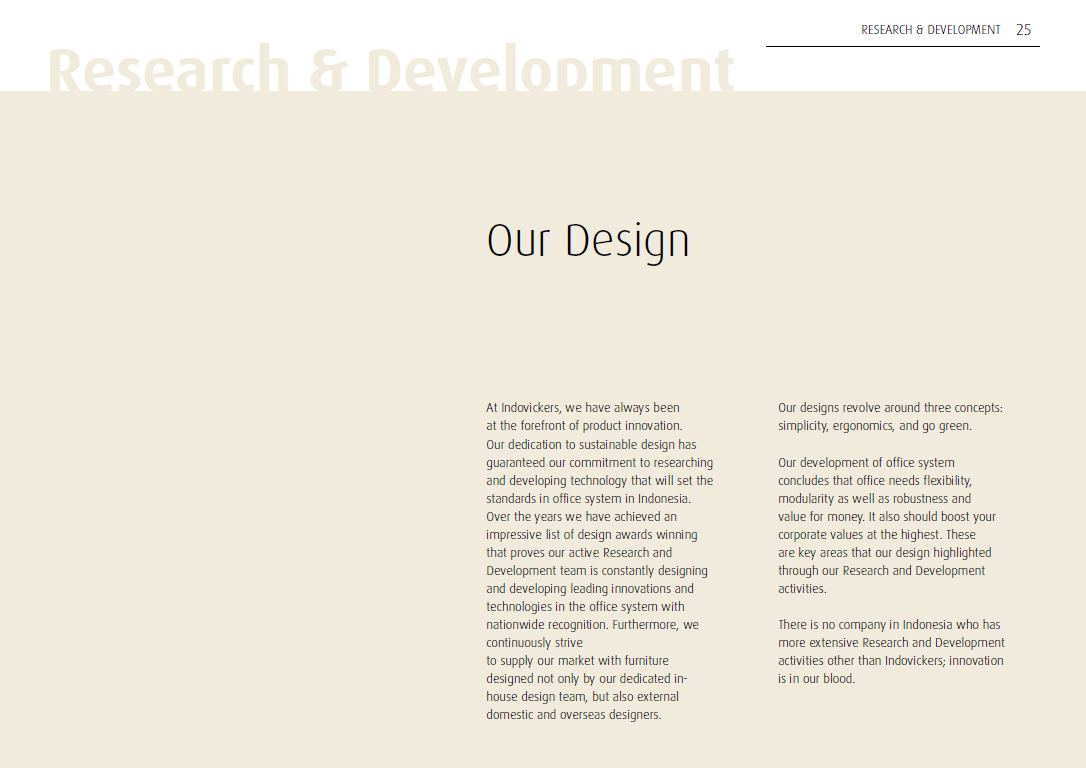 RESEARCH & DEVELOPMENT 25
Research & Development
Our Design
At Indovickers, we have always been
at the forefront of product innovation.
Our dedication to sustainable design has
guaranteed our commitment to researching
and developing technology that will set the
standards in office system in Indonesia.
Over the years we have achieved an
impressive list of design awards winning
that proves our active Research and
Development team is constantly designing
and developing leading innovations and
technologies in the office system with
nationwide recognition. Furthermore, we
continuously strive
to supply our market with furniture
designed not only by our dedicated in-
house design team, but also external
domestic and overseas designers.
Our designs revolve around three concepts:
simplicity, ergonomics, and go green.
Our development of office system
concludes that office needs flexibility,
modularity as well as robustness and
value for money. It also should boost your
corporate values at the highest. These
are key areas that our design highlighted
through our Research and Development
activities.
There is no company in Indonesia who has
more extensive Research and Development
activities other than Indovickers; innovation
is in our blood.